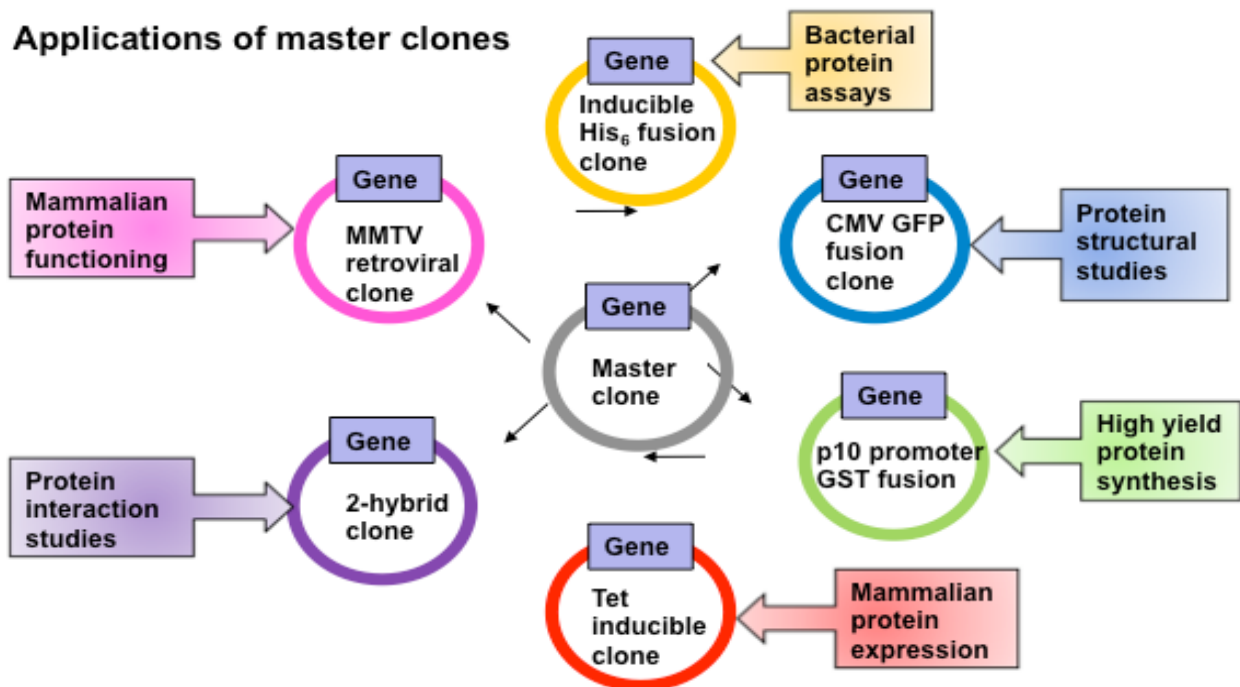 Applications of master clones
Gene
Inducible
His₆ fusion
clone
Bacterial
protein
assays
Mammalian
protein
functioning
Gene
MMTV
retroviral
clone
Gene
CMV GFP
fusion
clone
Protein
structural
studies
Gene
Master
clone
Protein
interaction
studies
Gene
2-hybrid
clone
Gene
p10 promoter
GST fusion
High yield
protein
synthesis
Gene
Tet
inducible
clone
Mammalian
protein
expression